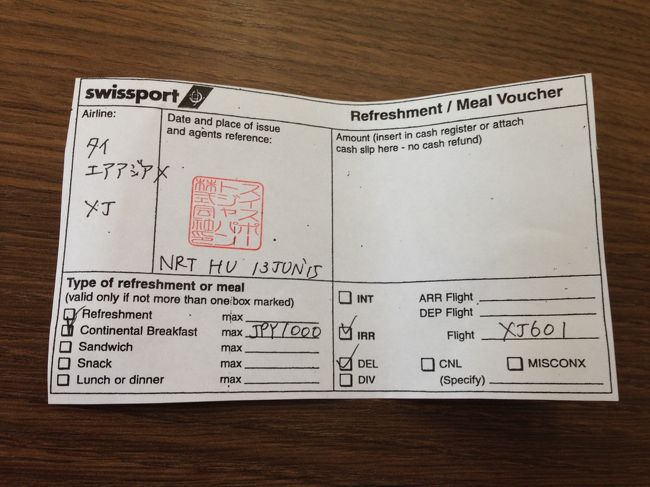 swissport
Refreshment / Meal Voucher
Airline:
タイ
エアアジアX
XJ
Date and place of issue
and agents reference:
スイスポー
トジャパン
株式会社印
NRT HU 13JUN'15
Amount (insert in cash register or attach
cash slip here - no cash refund)
Type of refreshment or meal
(valid only if not more than one box marked)
Refreshment max
Continental Breakfast max JPY1000
Sandwich max
Snack max
Lunch or dinner max
INT ARR Flight
DEP Flight
IRR Flight XJ601
DEL CNL MISCONX
DIV (Specify)